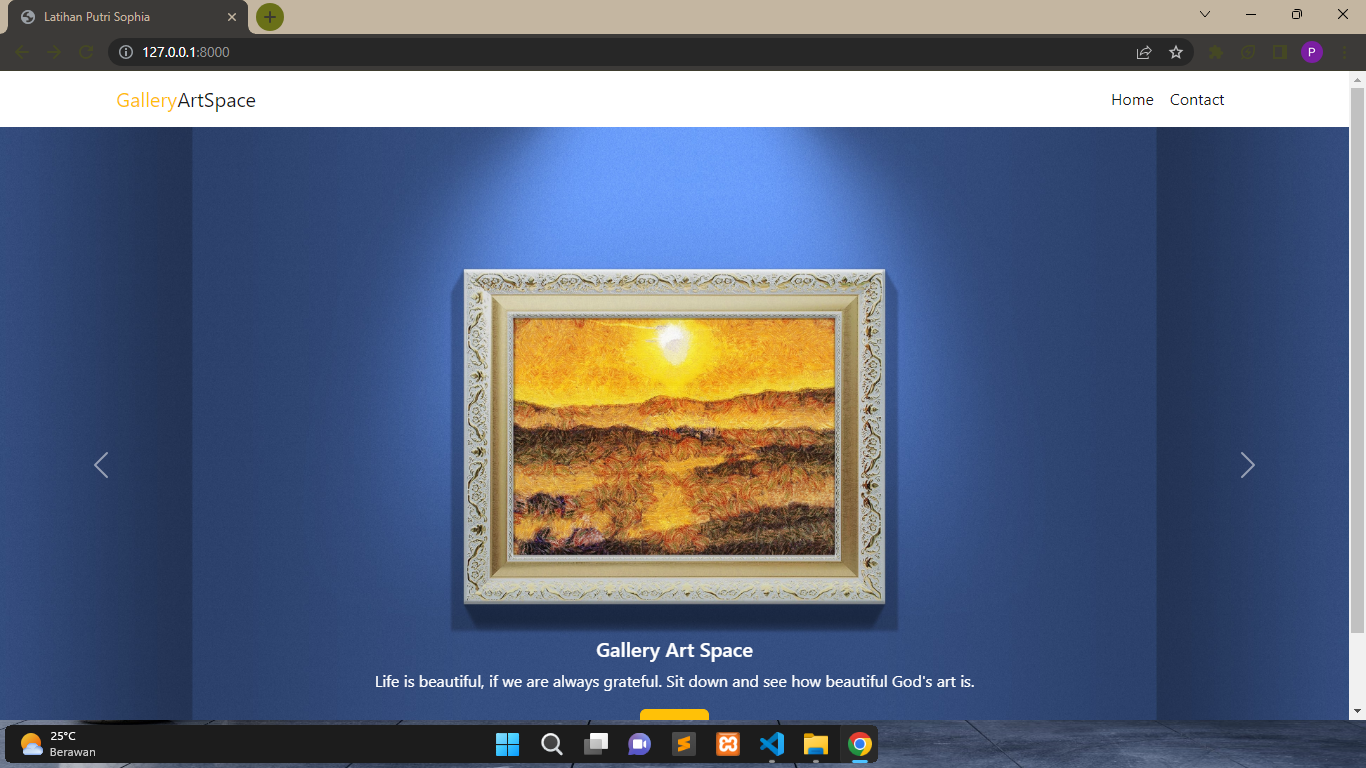 Latihan Putri Sophia
127.0.0.1:8000
P
GalleryArtSpace
Home
Contact
Gallery Art Space
Life is beautiful, if we are always grateful. Sit down and see how beautiful God's art is.
25°C
Berawan